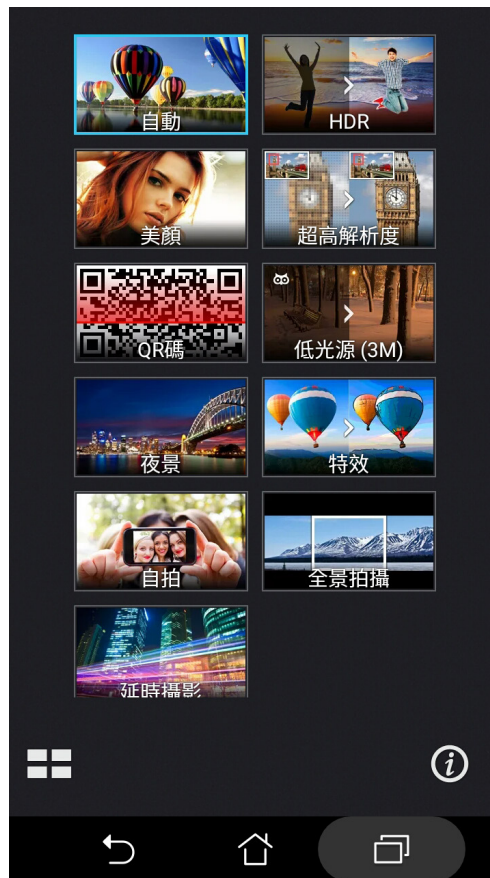 自動
HDR
美顏
超高解析度
QR碼
低光源 (3M)
夜景
特效
自拍
全景拍攝
延時攝影